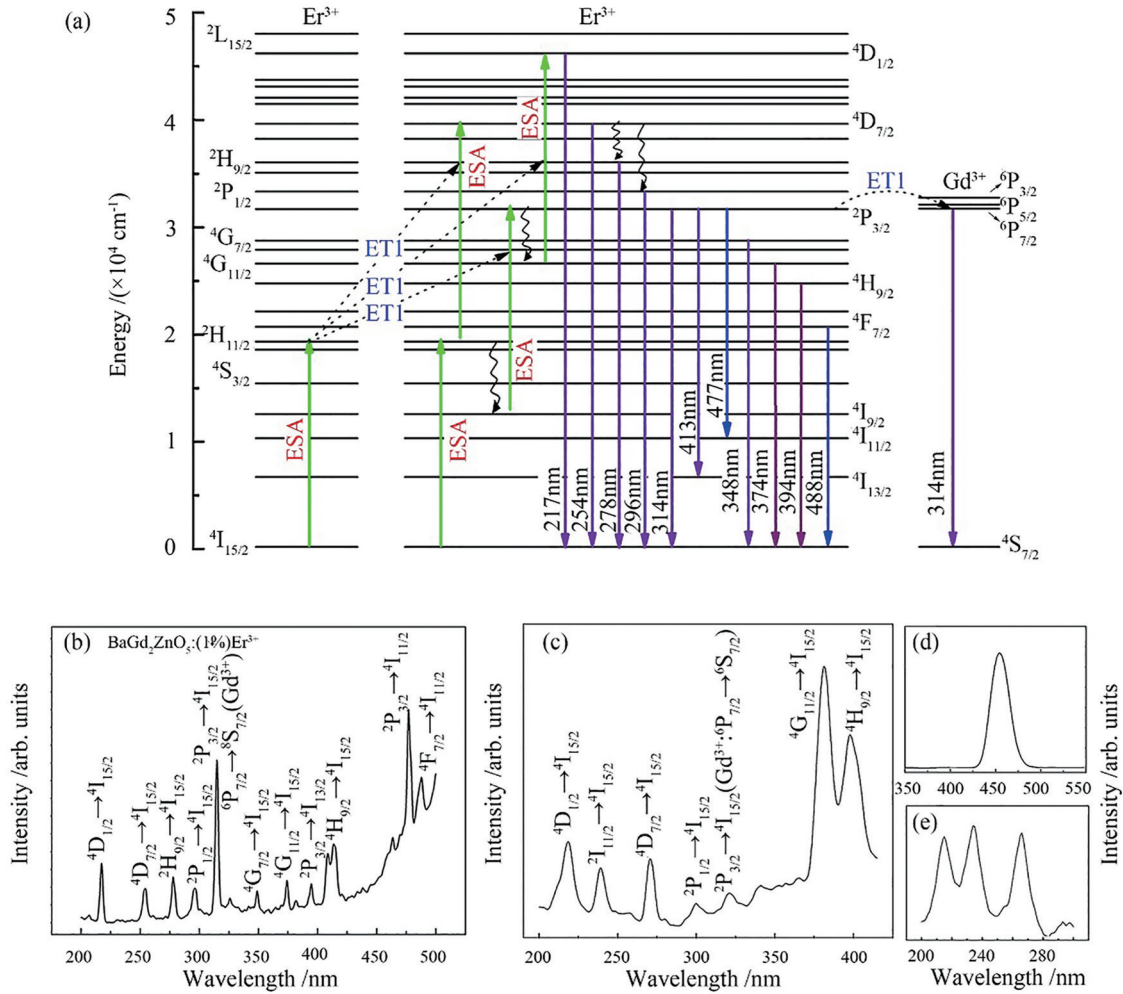 (a)
Er³⁺
Er³⁺
Energy /(×10⁴ cm⁻¹)
5
4
3
2
1
0
²L₁₅/₂
²H₉/₂
²P₁/₂
⁴G₇/₂
⁴G₁₁/₂
²H₁₁/₂
⁴S₃/₂
⁴I₁₅/₂
ESA
ESA
ESA
ESA
ESA
ET1
ET1
ET1
217nm
254nm
278nm
296nm
314nm
413nm
477nm
348nm
374nm
394nm
488nm
⁴D₁/₂
⁴D₇/₂
²P₃/₂
⁴H₉/₂
⁴F₇/₂
⁴I₉/₂
⁴I₁₁/₂
⁴I₁₃/₂
ET1
Gd³⁺
⁶P₃/₂
⁶P₅/₂
⁶P₇/₂
314nm
⁴S₇/₂
(b)
BaGd₂ZnO₅:(1%)Er³⁺
Intensity /arb. units
⁴D₁/₂→⁴I₁₅/₂
⁴D₇/₂→⁴I₁₅/₂
²H₉/₂→⁴I₁₅/₂
²P₁/₂→⁴I₁₅/₂
²P₃/₂→⁴I₁₅/₂
⁶P₇/₂→⁸S₇/₂(Gd³⁺)
⁴G₇/₂→⁴I₁₅/₂
⁴G₁₁/₂→⁴I₁₅/₂
²P₃/₂→⁴I₁₃/₂
⁴H₉/₂→⁴I₁₅/₂
²P₃/₂→⁴I₁₁/₂
⁴F₇/₂→⁴I₁₁/₂
200 250 300 350 400 450 500
Wavelength /nm
(c)
Intensity /arb. units
⁴D₁/₂→⁴I₁₅/₂
²I₁₁/₂→⁴I₁₅/₂
⁴D₇/₂→⁴I₁₅/₂
²P₁/₂→⁴I₁₅/₂
²P₃/₂→⁴I₁₅/₂(Gd³⁺:⁶P₇/₂→⁶S₇/₂)
⁴G₁₁/₂→⁴I₁₅/₂
⁴H₉/₂→⁴I₁₅/₂
200 250 300 350 400
Wavelength /nm
(d)
350 400 450 500 550
(e)
200 240 280
Wavelength /nm
Intensity /arb. units